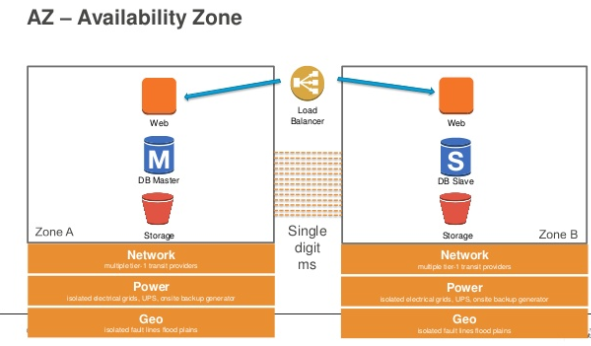 AZ – Availability Zone
Web
DB Master
M
Storage
Zone A
Load
Balancer
Single
digit
ms
Web
S
DB Slave
Storage
Zone B
Network
multiple tier-1 transit providers
Power
isolated electrical grids, UPS, onsite backup generator
Geo
isolated fault lines flood plains
Network
multiple tier-1 transit providers
Power
isolated electrical grids, UPS, onsite backup generator
Geo
isolated fault lines flood plains